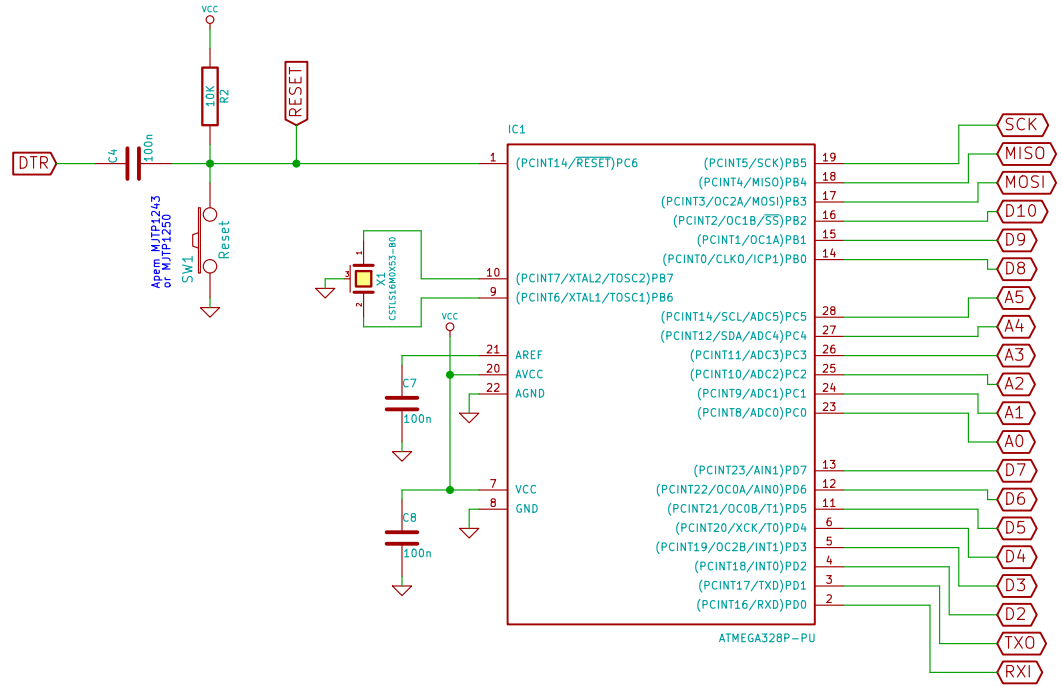 VCC
10K
R2
RESET
DTR
C4
100n
Apem MJTP1243
or MJTP1250
SW1
Reset
IC1
1
(PCINT14/RESET)PC6
10
(PCINT7/XTAL2/TOSC2)PB7
9
(PCINT6/XTAL1/TOSC1)PB6
1
3
2
X1
CSTLS16M0X53-B0
VCC
21
AREF
20
AVCC
22
AGND
C7
100n
7
VCC
8
GND
C8
100n
(PCINT5/SCK)PB5
19
SCK
(PCINT4/MISO)PB4
18
MISO
(PCINT3/OC2A/MOSI)PB3
17
MOSI
(PCINT2/OC1B/SS)PB2
16
D10
(PCINT1/OC1A)PB1
15
D9
(PCINT0/CLKO/ICP1)PB0
14
D8
(PCINT14/SCL/ADC5)PC5
28
A5
(PCINT12/SDA/ADC4)PC4
27
A4
(PCINT11/ADC3)PC3
26
A3
(PCINT10/ADC2)PC2
25
A2
(PCINT9/ADC1)PC1
24
A1
(PCINT8/ADC0)PC0
23
A0
(PCINT23/AIN1)PD7
13
D7
(PCINT22/OC0A/AIN0)PD6
12
D6
(PCINT21/OC0B/T1)PD5
11
D5
(PCINT20/XCK/T0)PD4
6
D4
(PCINT19/OC2B/INT1)PD3
5
D3
(PCINT18/INT0)PD2
4
D2
(PCINT17/TXD)PD1
3
TXO
(PCINT16/RXD)PD0
2
RXI
ATMEGA328P-PU